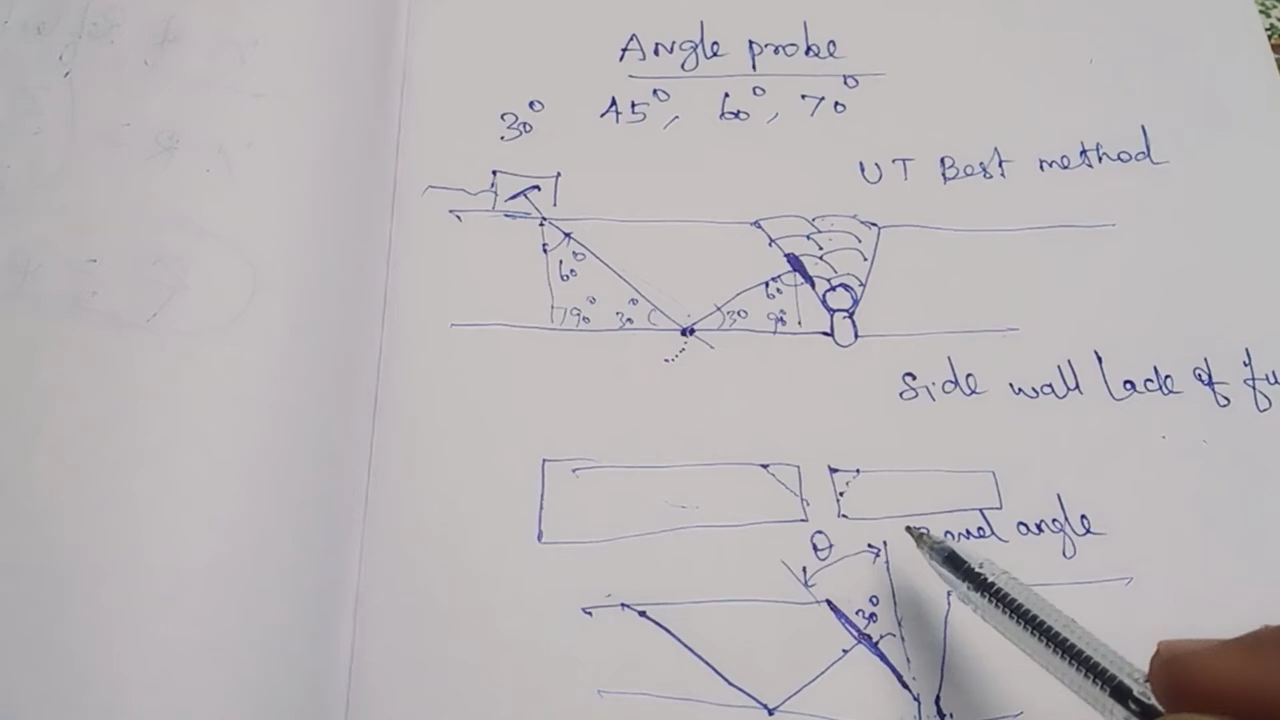 Angle probe
30° 45°, 60°, 70°
UT Best method
60°
90° 30° 30 60 90°
Side wall lack of
θ angle
30°